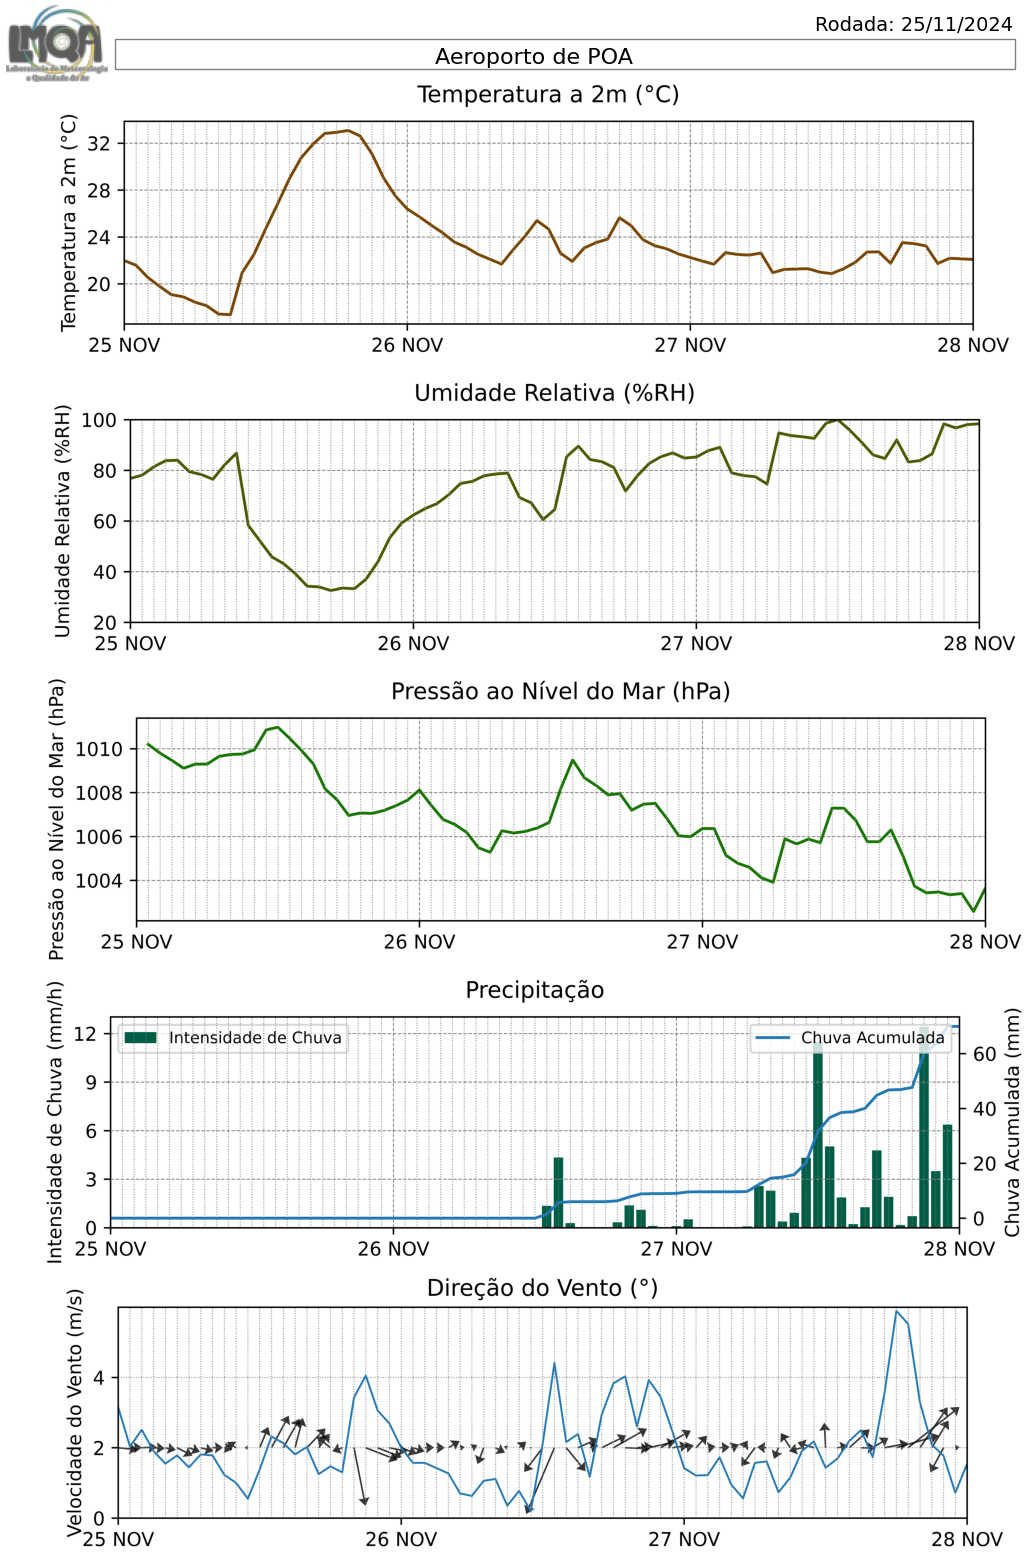 Rodada: 25/11/2024
LMQA
Laboratório de Meteorologia
e Qualidade do Ar
Aeroporto de POA
Temperatura a 2m (°C)
Temperatura a 2m (°C)
32
28
24
20
25 NOV 26 NOV 27 NOV 28 NOV
Umidade Relativa (%RH)
Umidade Relativa (%RH)
100
80
60
40
20
25 NOV 26 NOV 27 NOV 28 NOV
Pressão ao Nível do Mar (hPa)
Pressão ao Nível do Mar (hPa)
1010
1008
1006
1004
25 NOV 26 NOV 27 NOV 28 NOV
Precipitação
Intensidade de Chuva (mm/h)
12
9
6
3
0
Intensidade de Chuva
Chuva Acumulada
60
40
20
0
Chuva Acumulada (mm)
25 NOV 26 NOV 27 NOV 28 NOV
Direção do Vento (°)
Velocidade do Vento (m/s)
4
2
0
25 NOV 26 NOV 27 NOV 28 NOV